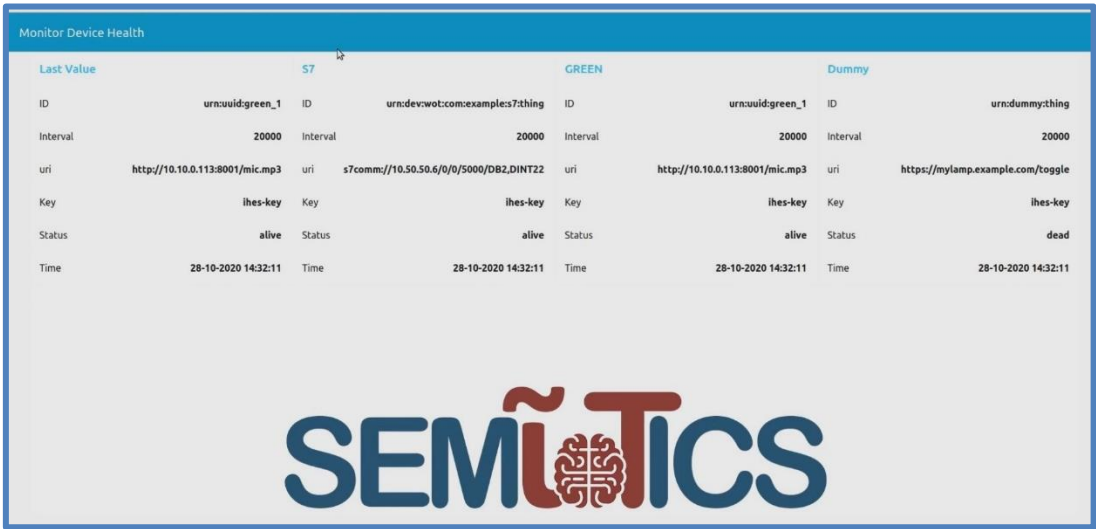 Monitor Device Health
Last Value
ID urn:uuid:green_1
Interval 20000
uri http://10.10.0.113:8001/mic.mp3
Key ihes-key
Status alive
Time 28-10-2020 14:32:11
S7
ID urn:dev:wot:com:example:s7:thing
Interval 20000
uri s7comm://10.50.50.6/0/0/5000/DB2,DINT22
Key ihes-key
Status alive
Time 28-10-2020 14:32:11
GREEN
ID urn:uuid:green_1
Interval 20000
uri http://10.10.0.113:8001/mic.mp3
Key ihes-key
Status alive
Time 28-10-2020 14:32:11
Dummy
ID urn:dummy:thing
Interval 20000
uri https://mylamp.example.com/toggle
Key ihes-key
Status dead
Time 28-10-2020 14:32:11
SEMIoTICS